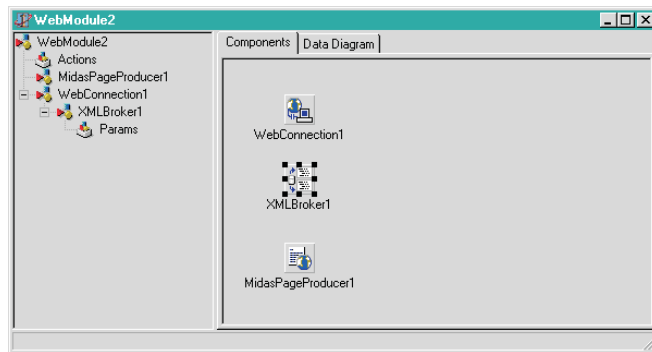 WebModule2
WebModule2
Actions
MidasPageProducer1
WebConnection1
XMLBroker1
Params
Components
Data Diagram
WebConnection1
XMLBroker1
MidasPageProducer1